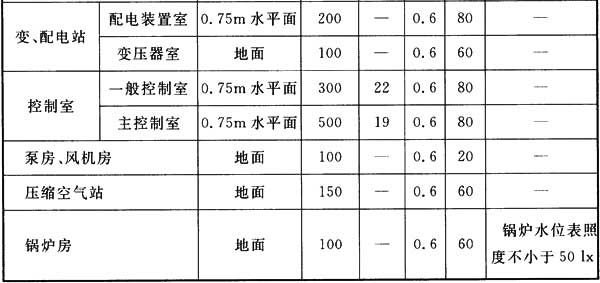 变、配电站 配电装置室 0.75m 水平面 200 — 0.6 80 —
变压器室 地面 100 — 0.6 60 —
控制室 一般控制室 0.75m 水平面 300 22 0.6 80 —
主控制室 0.75m 水平面 500 19 0.6 80 —
泵房、风机房 地面 100 — 0.6 20 —
压缩空气站 地面 150 — 0.6 60 —
锅炉房 地面 100 — 0.6 60 锅炉水位表照
度不小于 50 lx